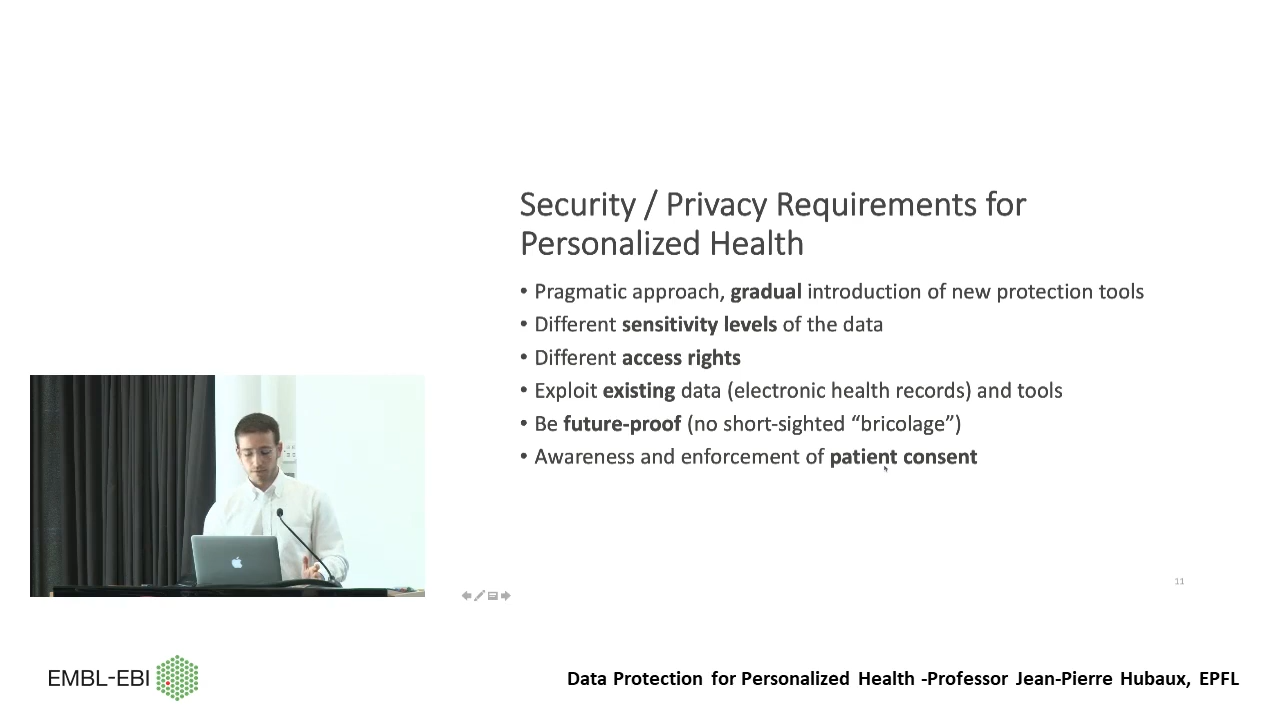 Security / Privacy Requirements for
Personalized Health
• Pragmatic approach, gradual introduction of new protection tools
• Different sensitivity levels of the data
• Different access rights
• Exploit existing data (electronic health records) and tools
• Be future-proof (no short-sighted “bricolage”)
• Awareness and enforcement of patient consent
11
EMBL-EBI
Data Protection for Personalized Health -Professor Jean-Pierre Hubaux, EPFL